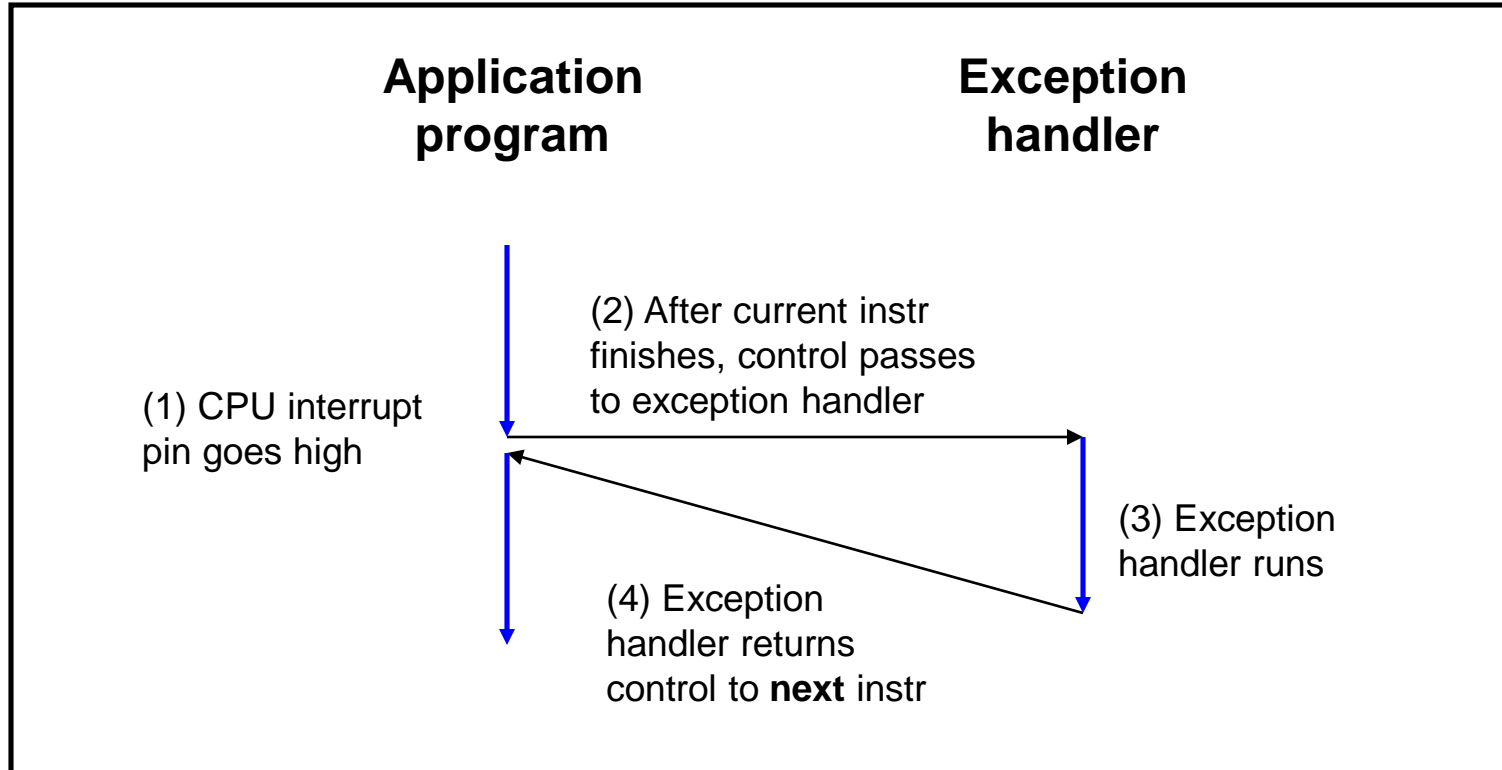 Application
program
Exception
handler
(2) After current instr
finishes, control passes
to exception handler
(1) CPU interrupt
pin goes high
(3) Exception
handler runs
(4) Exception
handler returns
control to next instr